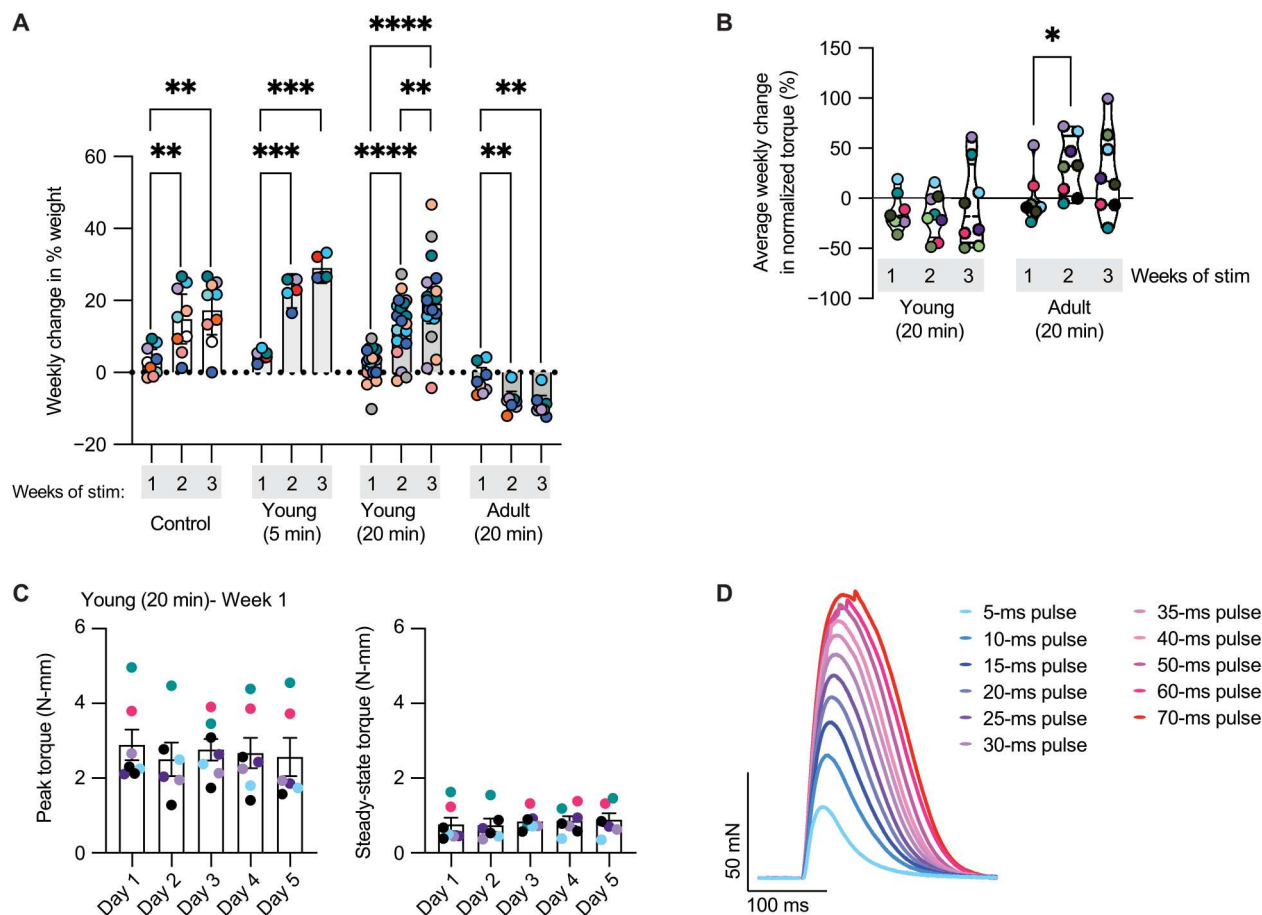 A
Weekly change in % weight
60
40
20
0
−20
** ** *** *** **** **** ** ** **
Weeks of stim:
1 2 3 1 2 3 1 2 3 1 2 3
Control
Young
(5 min)
Young
(20 min)
Adult
(20 min)
B
Average weekly change
in normalized torque (%)
150
100
50
0
−50
−100
*
1 2 3 1 2 3 Weeks of stim
Young
(20 min)
Adult
(20 min)
C
Young (20 min)- Week 1
Peak torque (N-mm)
6
4
2
0
Day 1
Day 2
Day 3
Day 4
Day 5
Steady-state torque (N-mm)
6
4
2
0
Day 1
Day 2
Day 3
Day 4
Day 5
D
50 mN
100 ms
5-ms pulse
10-ms pulse
15-ms pulse
20-ms pulse
25-ms pulse
30-ms pulse
35-ms pulse
40-ms pulse
50-ms pulse
60-ms pulse
70-ms pulse